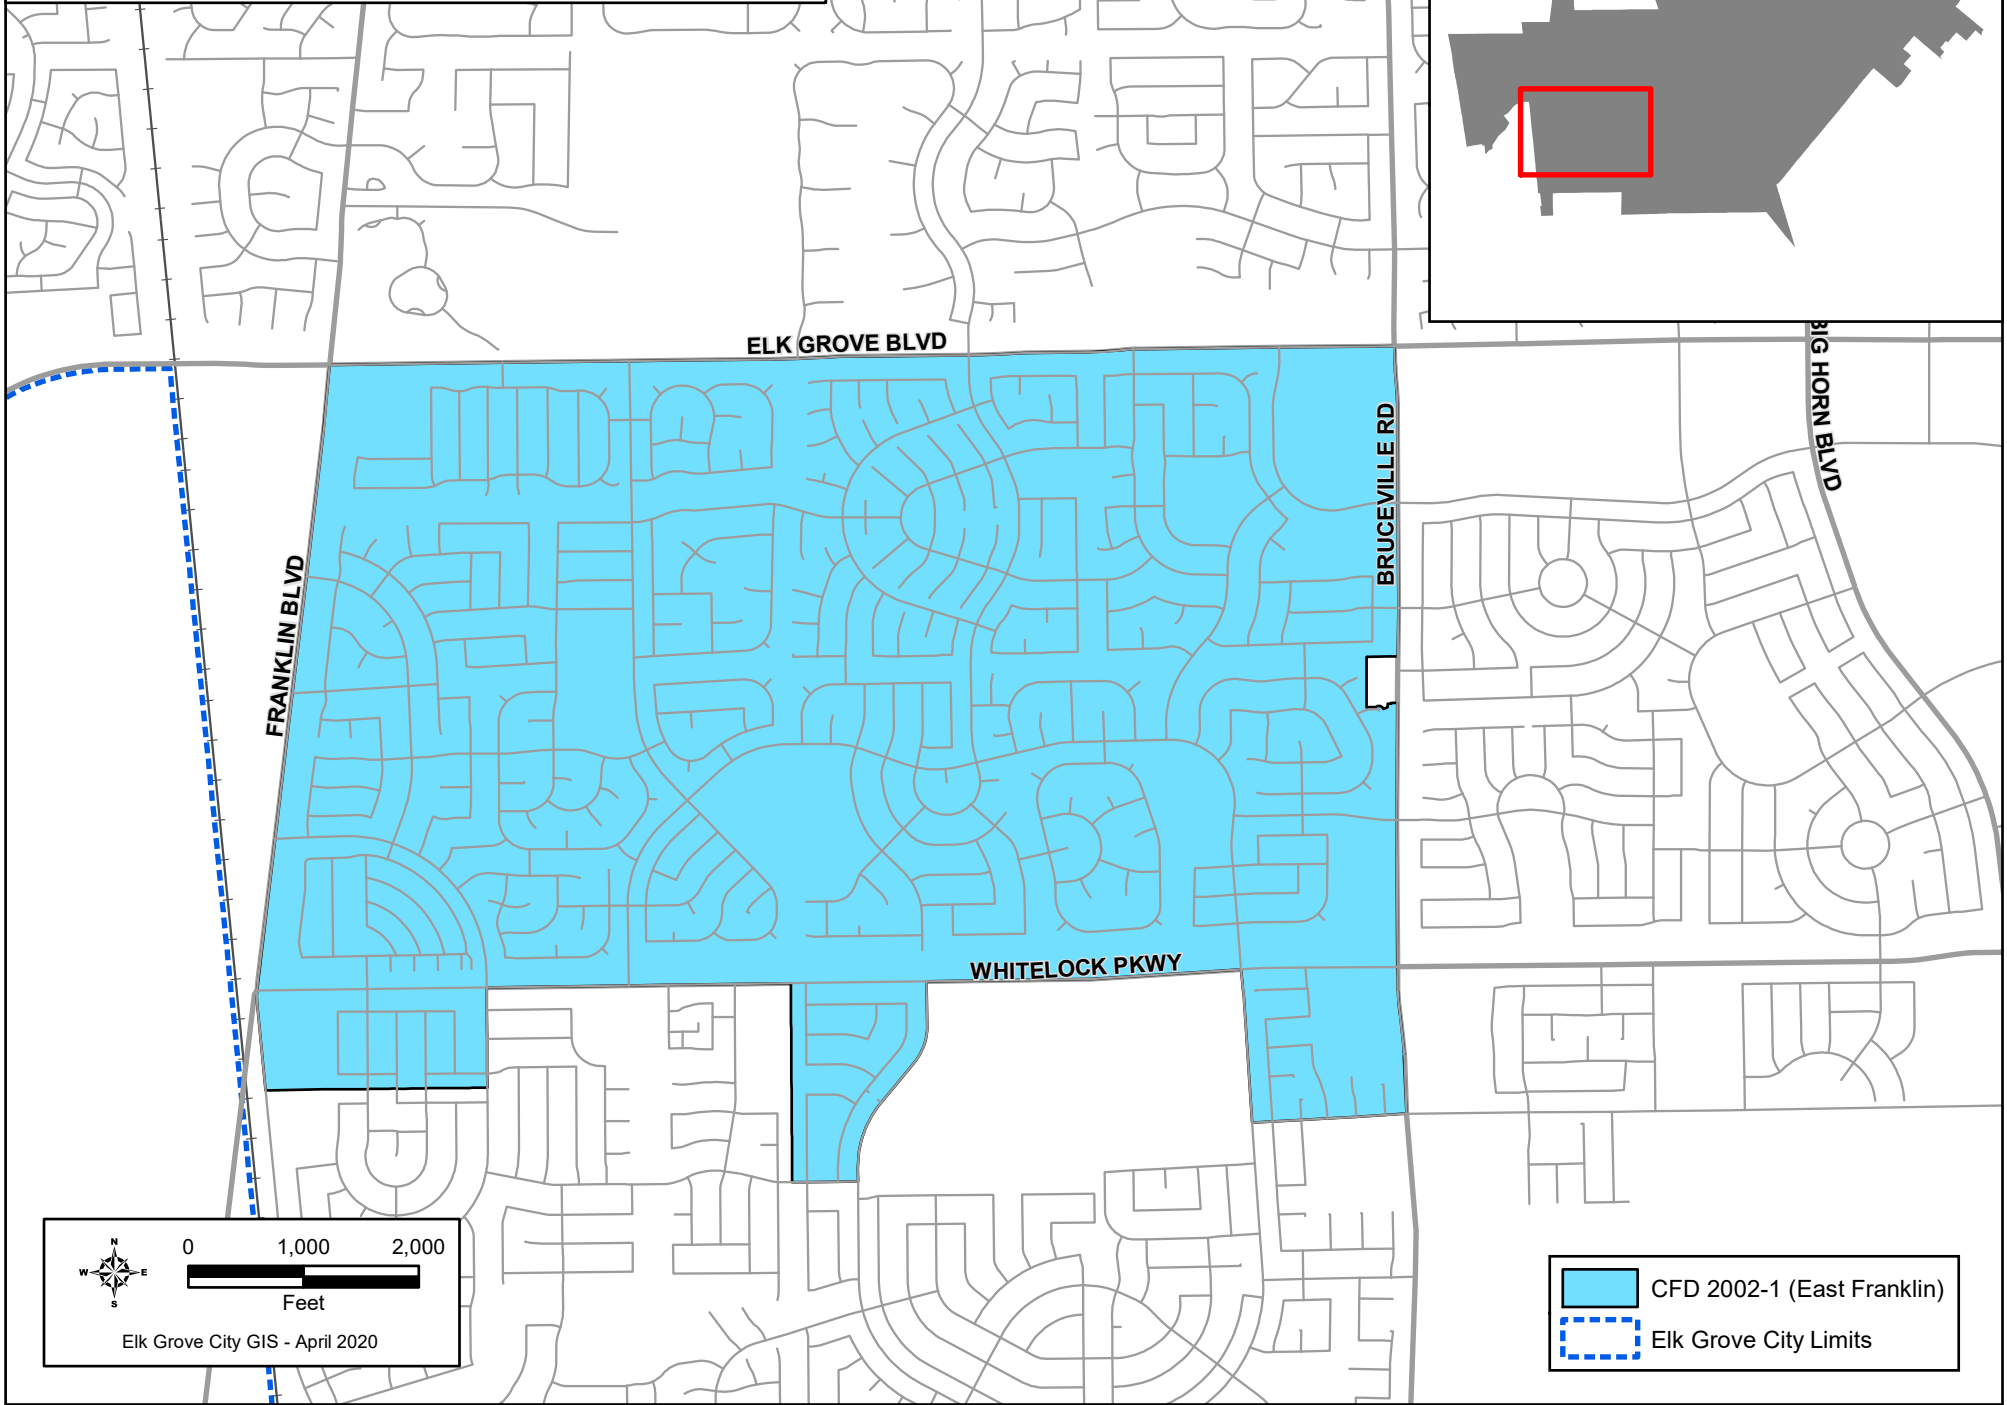 ELK GROVE BLVD
BIG HORN BLVD
BRUCEVILLE RD
FRANKLIN BLVD
WHITELOCK PKWY
N
W E
S
0 1,000 2,000
Feet
Elk Grove City GIS - April 2020
CFD 2002-1 (East Franklin)
Elk Grove City Limits